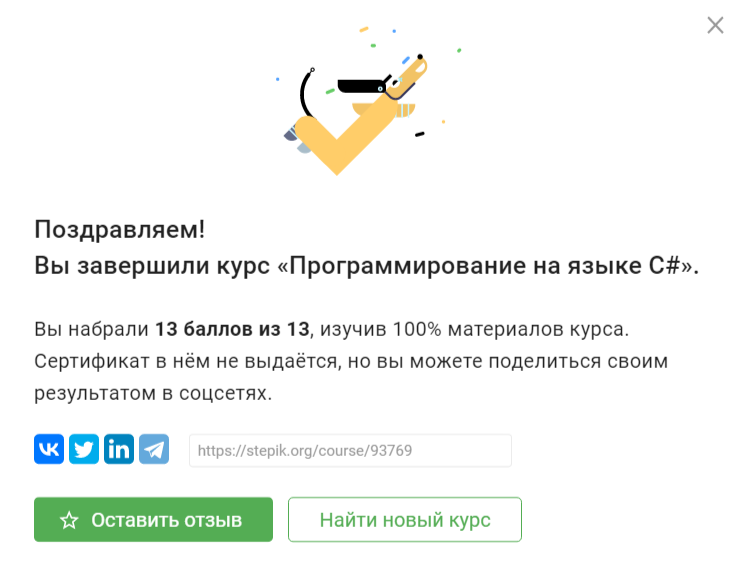 Поздравляем!
Вы завершили курс «Программирование на языке C#».
Вы набрали 13 баллов из 13, изучив 100% материалов курса.
Сертификат в нём не выдаётся, но вы можете поделиться своим
результатом в соцсетях.
https://stepik.org/course/93769
Оставить отзыв
Найти новый курс